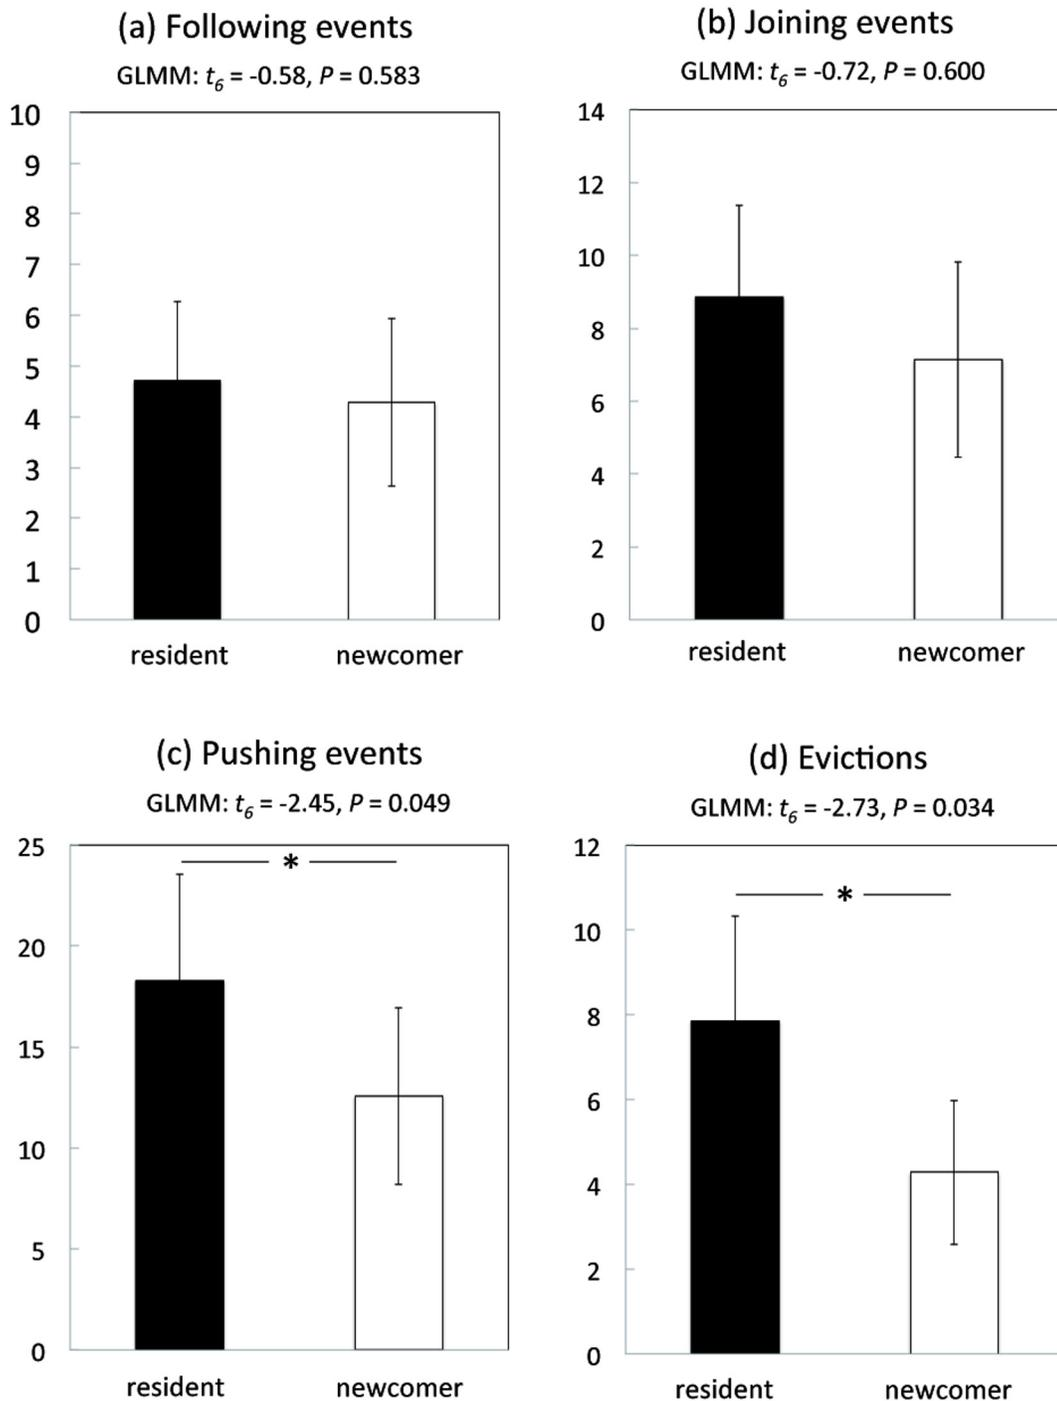 (a) Following events
GLMM: t6 = -0.58, P = 0.583
10
9
8
7
6
5
4
3
2
1
0
resident newcomer
(b) Joining events
GLMM: t6 = -0.72, P = 0.600
14
12
10
8
6
4
2
0
resident newcomer
(c) Pushing events
GLMM: t6 = -2.45, P = 0.049
25
*
20
15
10
5
0
resident newcomer
(d) Evictions
GLMM: t6 = -2.73, P = 0.034
12
*
10
8
6
4
2
0
resident newcomer